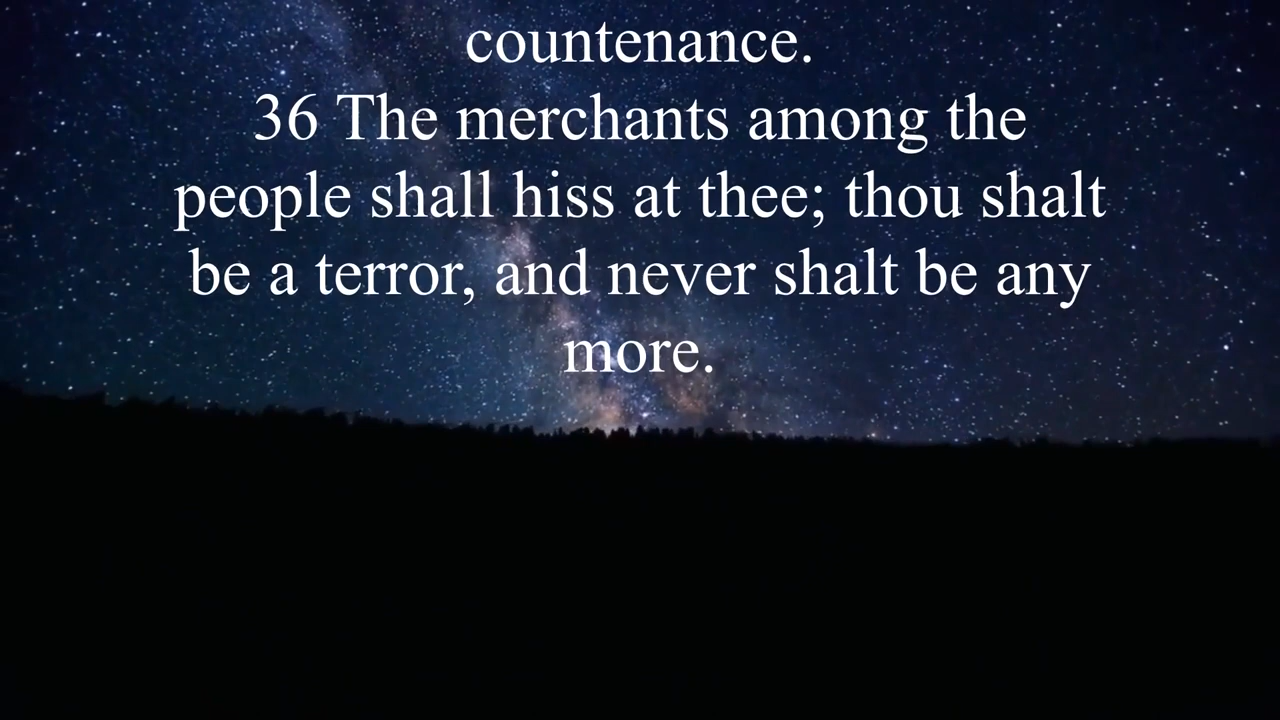 countenance.
36 The merchants among the
people shall hiss at thee; thou shalt
be a terror, and never shalt be any
more.